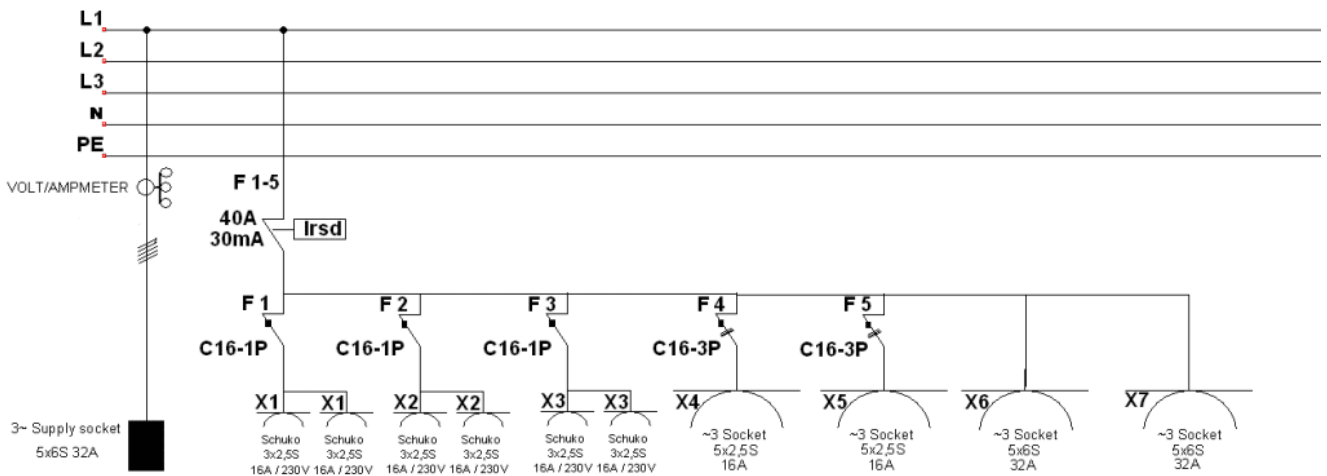 L1
L2
L3
N
PE
VOLT/AMPMETER
F 1-5
40A
30mA
Irsd
F 1
F 2
F 3
F 4
F 5
C16-1P
C16-1P
C16-1P
C16-3P
C16-3P
X1
X1
X2
X2
X3
X3
X4
X5
X6
X7
3~ Supply socket
5x6S 32A
Schuko
3x2,5S
16A / 230V
Schuko
3x2,5S
16A / 230V
Schuko
3x2,5S
16A / 230V
Schuko
3x2,5S
16A / 230V
Schuko
3x2,5S
16A / 230V
Schuko
3x2,5S
16A / 230V
~3 Socket
5x2,5S
16A
~3 Socket
5x2,5S
16A
~3 Socket
5x6S
32A
~3 Socket
5x6S
32A